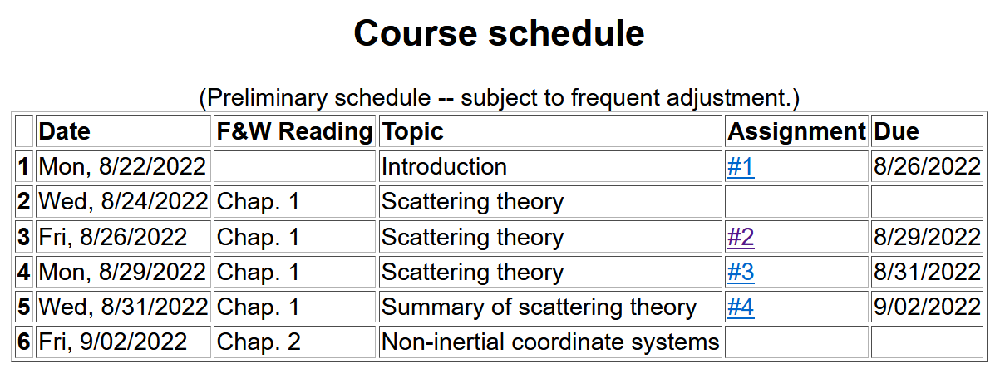 Course schedule
(Preliminary schedule -- subject to frequent adjustment.)
Date F&W Reading Topic Assignment Due
1 Mon, 8/22/2022 Introduction #1 8/26/2022
2 Wed, 8/24/2022 Chap. 1 Scattering theory
3 Fri, 8/26/2022 Chap. 1 Scattering theory #2 8/29/2022
4 Mon, 8/29/2022 Chap. 1 Scattering theory #3 8/31/2022
5 Wed, 8/31/2022 Chap. 1 Summary of scattering theory #4 9/02/2022
6 Fri, 9/02/2022 Chap. 2 Non-inertial coordinate systems